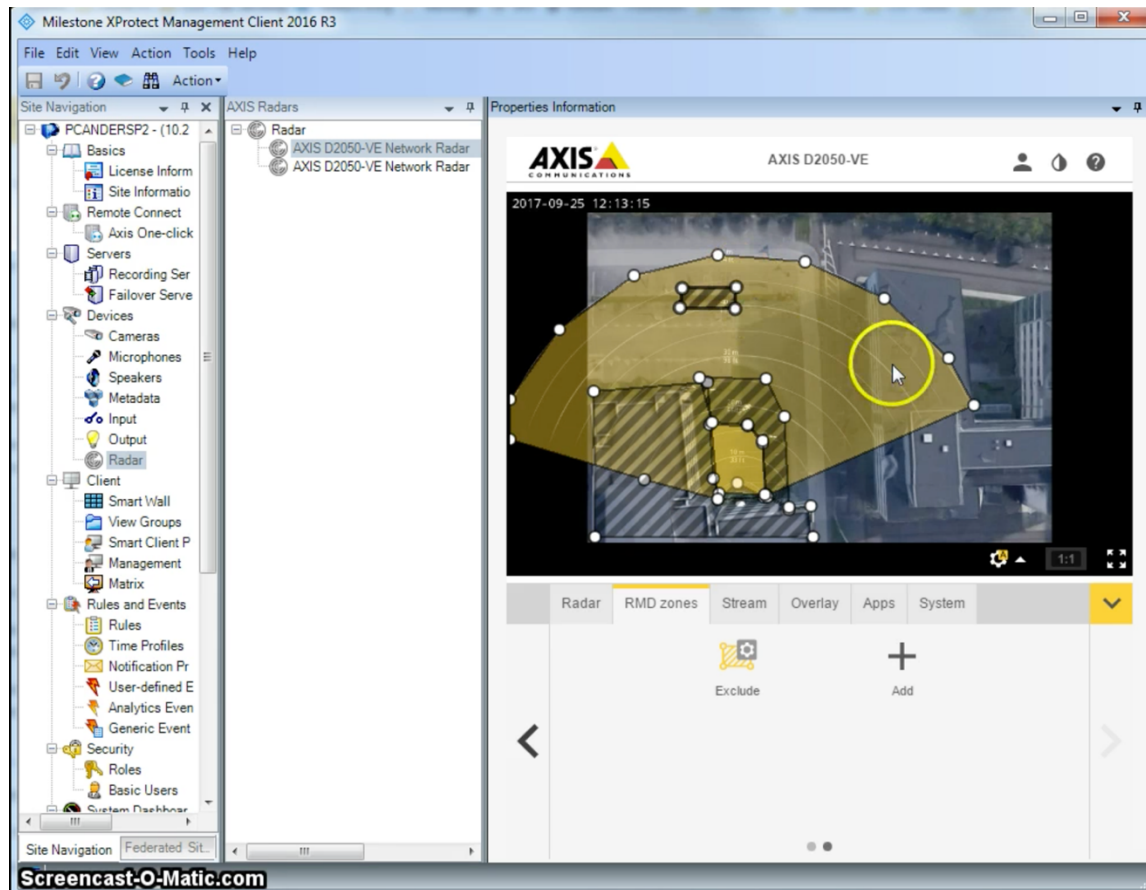 Milestone XProtect Management Client 2016 R3
File Edit View Action Tools Help
Action
Site Navigation
PCANDERSP2 - (10.2
Basics
License Inform
Site Informatio
Remote Connect
Axis One-click
Servers
Recording Ser
Failover Serve
Devices
Cameras
Microphones
Speakers
Metadata
Input
Output
Radar
Client
Smart Wall
View Groups
Smart Client P
Management
Matrix
Rules and Events
Rules
Time Profiles
Notification Pr
User-defined E
Analytics Even
Generic Event
Security
Roles
Basic Users
System Dashboar
Site Navigation Federated Sit...
AXIS Radars
Radar
AXIS D2050-VE Network Radar
AXIS D2050-VE Network Radar
Properties Information
AXIS
COMMUNICATIONS
AXIS D2050-VE
2017-09-25 12:13:15
A
1:1
Radar RMD zones Stream Overlay Apps System
Exclude Add
Screencast-O-Matic.com